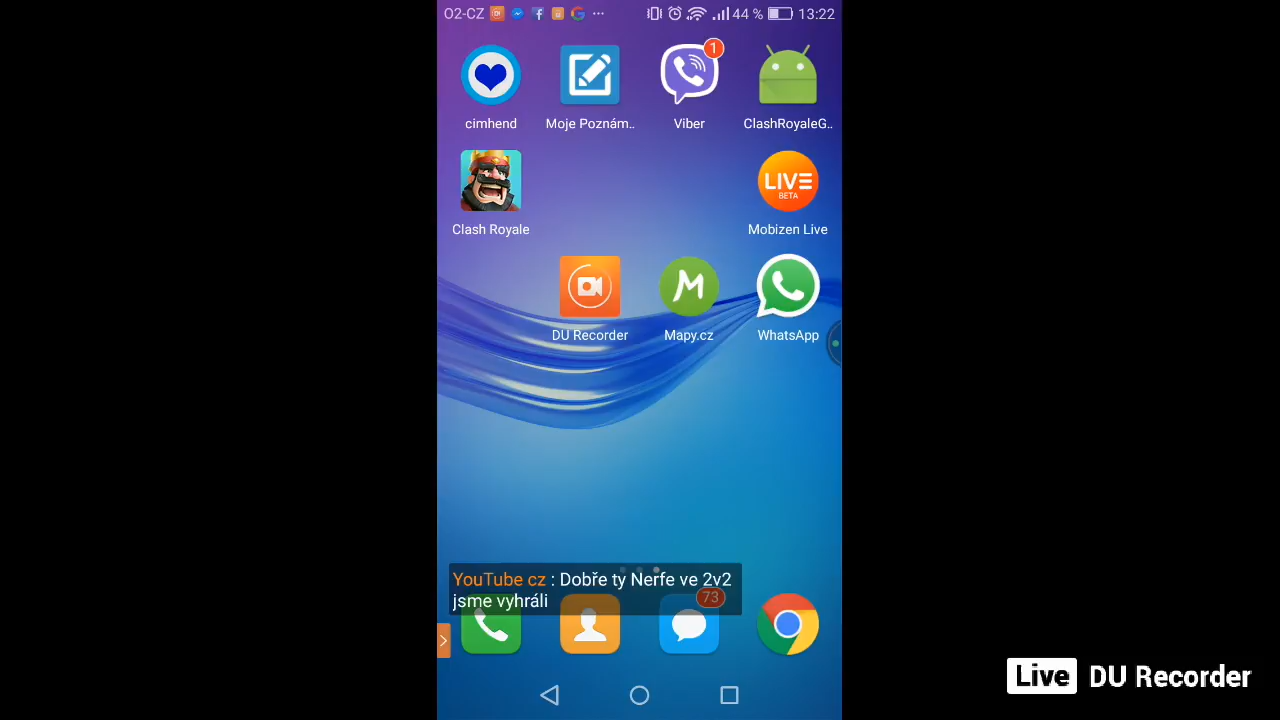 O2-CZ 44 % 13:22
1
cimhend Moje Poznám.. Viber ClashRoyaleG..
LIVE
BETA
Clash Royale Mobizen Live
M
DU Recorder Mapy.cz WhatsApp
YouTube cz : Dobře ty Nerfe ve 2v2
jsme vyhráli
73
Live DU Recorder